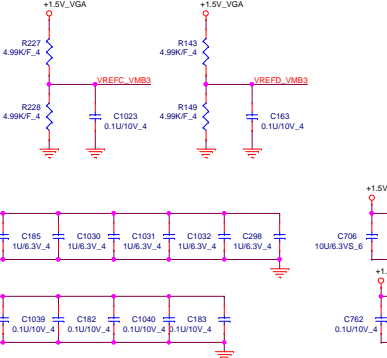 +1.5V_VGA
+1.5V_VGA
R227
4.99K/F_4
R143
4.99K/F_4
VREFC_VMB3
VREFD_VMB3
R228
4.99K/F_4
C1023
0.1U/10V_4
R149
4.99K/F_4
C163
0.1U/10V_4
+1.5V
C185
1U/6.3V_4
C1030
1U/6.3V_4
C1031
1U/6.3V_4
C1032
1U/6.3V_4
C298
1U/6.3V_4
C706
10U/6.3VS_6
+1.
C1039
0.1U/10V_4
C182
0.1U/10V_4
C1040
0.1U/10V_4
C183
0.1U/10V_4
C762
0.1U/10V_4